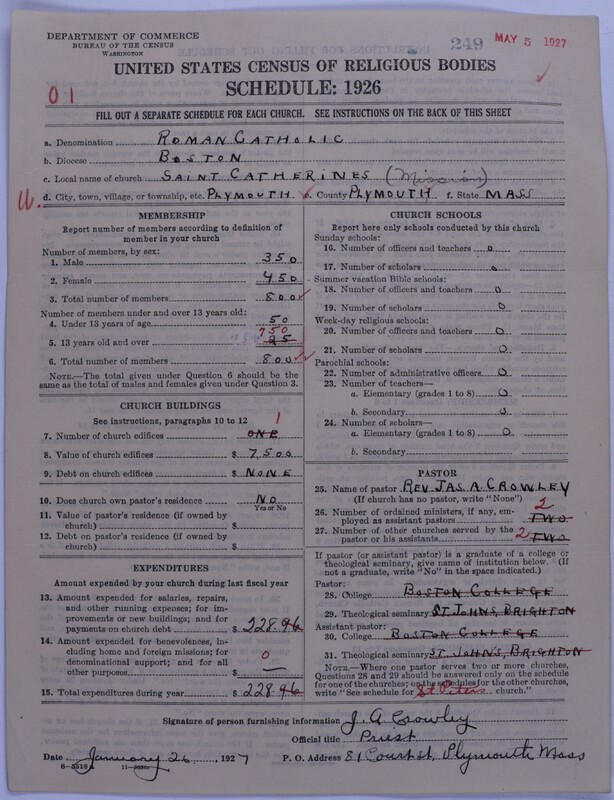 DEPARTMENT OF COMMERCE
BUREAU OF THE CENSUS
WASHINGTON
249 MAY 5 1927
UNITED STATES CENSUS OF RELIGIOUS BODIES
SCHEDULE: 1926
01
FILL OUT A SEPARATE SCHEDULE FOR EACH CHURCH. SEE INSTRUCTIONS ON THE BACK OF THIS SHEET
a. Denomination ROMAN CATHOLIC
b. Diocese BOSTON
c. Local name of church SAINT CATHERINES (Mission)
d. City, town, village, or township, etc. PLYMOUTH e. County PLYMOUTH f. State MASS
MEMBERSHIP
Report number of members according to definition of member in your church
Number of members, by sex:
1. Male 350
2. Female 450
3. Total number of members 800
Number of members under and over 13 years old:
4. Under 13 years of age 50
750
5. 13 years old and over 25
6. Total number of members 800
NOTE.—The total given under Question 6 should be the same as the total of males and females given under Question 3.
CHURCH BUILDINGS
See instructions, paragraphs 10 to 12 1
7. Number of church edifices ONE
8. Value of church edifices $ 7,500
9. Debt on church edifices $ NONE
10. Does church own pastor's residence NO
Yes or No
11. Value of pastor's residence (if owned by church) $
12. Debt on pastor's residence (if owned by church) $
EXPENDITURES
Amount expended by your church during last fiscal year
13. Amount expended for salaries, repairs, and other running expenses; for improvements or new buildings; and for payments on church debt $ 228.96
14. Amount expended for benevolences, including home and foreign missions; for denominational support; and for all other purposes $ 0
15. Total expenditures during year $ 228.96
CHURCH SCHOOLS
Report here only schools conducted by this church
Sunday schools:
16. Number of officers and teachers 0
17. Number of scholars 0
Summer vacation Bible schools:
18. Number of officers and teachers 0
19. Number of scholars 0
Week-day religious schools:
20. Number of officers and teachers 0
21. Number of scholars 0
Parochial schools:
22. Number of administrative officers 0
23. Number of teachers—
a. Elementary (grades 1 to 8) 0
b. Secondary 0
24. Number of scholars—
a. Elementary (grades 1 to 8) 0
b. Secondary
PASTOR
25. Name of pastor REV JAS. A. CROWLEY
(If church has no pastor, write "None")
26. Number of ordained ministers, if any, employed as assistant pastors 2 TWO
27. Number of other churches served by the pastor or his assistants 2 TWO
If pastor (or assistant pastor) is a graduate of a college or theological seminary, give name of institution below. (If not a graduate, write "No" in the space indicated.)
Pastor:
28. College BOSTON COLLEGE
29. Theological seminary ST JOHNS, BRIGHTON
Assistant pastor:
30. College BOSTON COLLEGE
31. Theological seminary ST. JOHNS, BRIGHTON
NOTE.—Where one pastor serves two or more churches, Questions 28 and 29 should be answered only on the schedule for one of the churches; on the schedules for the other churches, write "See schedule for St Peters church."
Signature of person furnishing information J. A. Crowley
Official title Priest
Date January 26, 1927 P. O. Address 81 Court st, Plymouth Mass